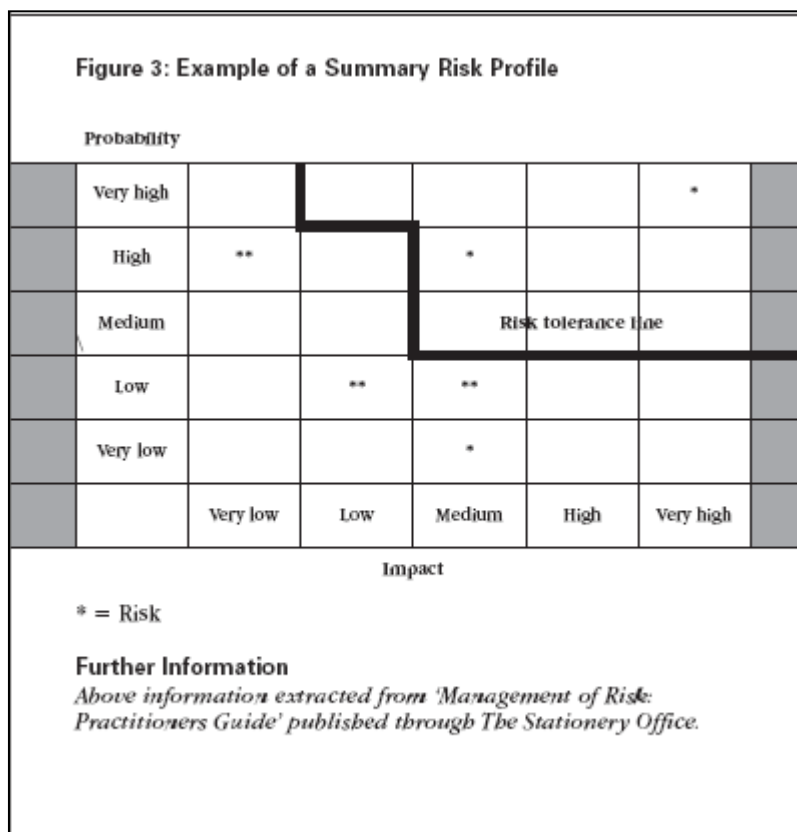 Figure 3: Example of a Summary Risk Profile
Probability
Very high *
High ** *
Medium Risk tolerance line
Low ** **
Very low *
Very low Low Medium High Very high
Impact
* = Risk
Further Information
Above information extracted from ‘Management of Risk:
Practitioners Guide’ published through The Stationery Office.